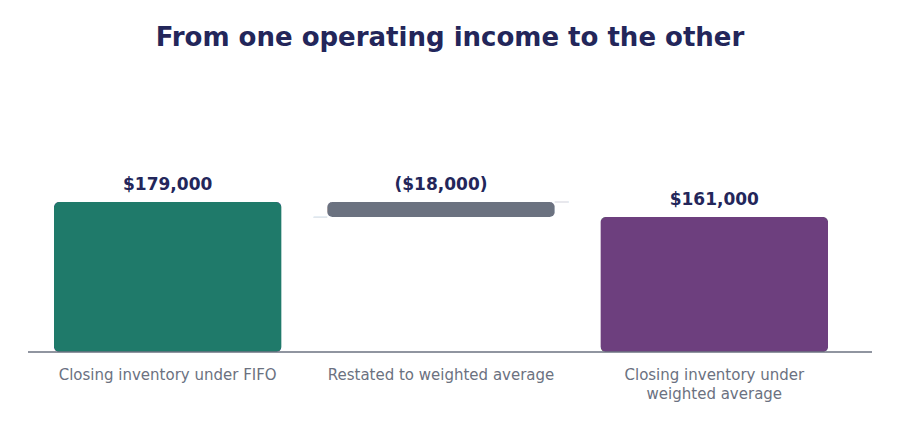 From one operating income to the other
$179,000
($18,000)
$161,000
Closing inventory under FIFO
Restated to weighted average
Closing inventory under
weighted average